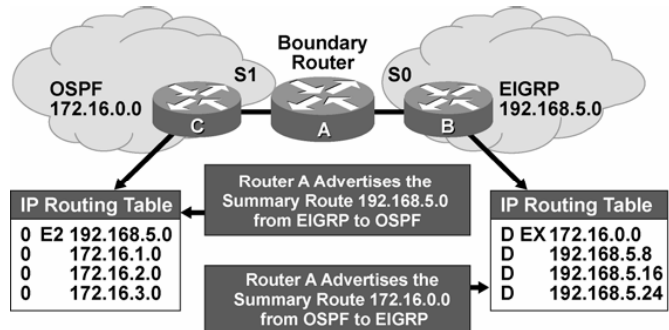 Boundary
Router
OSPF
172.16.0.0
S1
S0
EIGRP
192.168.5.0
C
A
B
IP Routing Table
0 E2 192.168.5.0
0 172.16.1.0
0 172.16.2.0
0 172.16.3.0
Router A Advertises the
Summary Route 192.168.5.0
from EIGRP to OSPF
Router A Advertises the
Summary Route 172.16.0.0
from OSPF to EIGRP
IP Routing Table
D EX 172.16.0.0
D 192.168.5.8
D 192.168.5.16
D 192.168.5.24